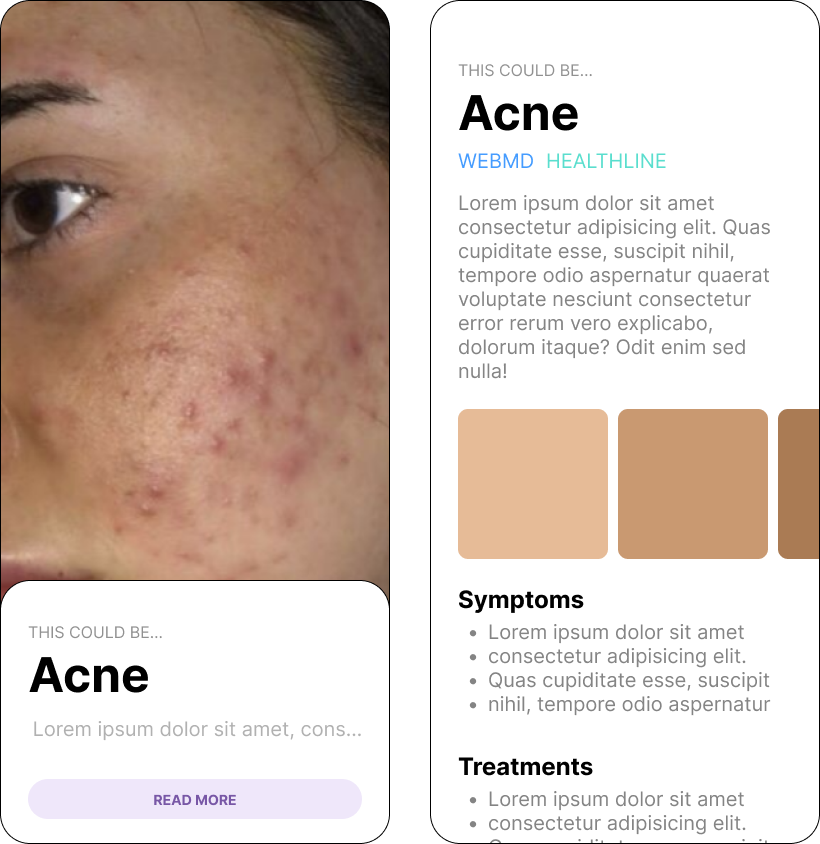 THIS COULD BE...
Acne
Lorem ipsum dolor sit amet, cons...
READ MORE
THIS COULD BE...
Acne
WEBMD HEALTHLINE
Lorem ipsum dolor sit amet
consectetur adipisicing elit. Quas
cupiditate esse, suscipit nihil,
tempore odio aspernatur quaerat
voluptate nesciunt consectetur
error rerum vero explicabo,
dolorum itaque? Odit enim sed
nulla!
Symptoms
• Lorem ipsum dolor sit amet
• consectetur adipisicing elit.
• Quas cupiditate esse, suscipit
• nihil, tempore odio aspernatur
Treatments
• Lorem ipsum dolor sit amet
• consectetur adipisicing elit.